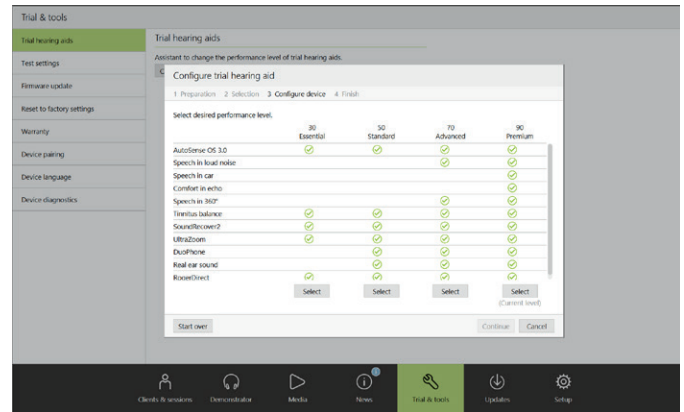 Trial & tools
Trial hearing aids
Test settings
Firmware update
Reset to factory settings
Warranty
Device pairing
Device language
Device diagnostics
Trial hearing aids
Assistant to change the performance level of trial hearing aids.
Configure trial hearing aid
1 Preparation 2 Selection 3 Configure device 4 Finish
Select desired performance level.
30 50 70 90
Essential Standard Advanced Premium
AutoSense OS 3.0
Speech in loud noise
Speech in car
Comfort in echo
Speech in 360°
Tinnitus balance
SoundRecover2
UltraZoom
DuoPhone
Real ear sound
RogerDirect
Select Select Select Select
(Current level)
Start over Continue Cancel
Clients & sessions Demonstrator Media News Trial & tools Updates Setup